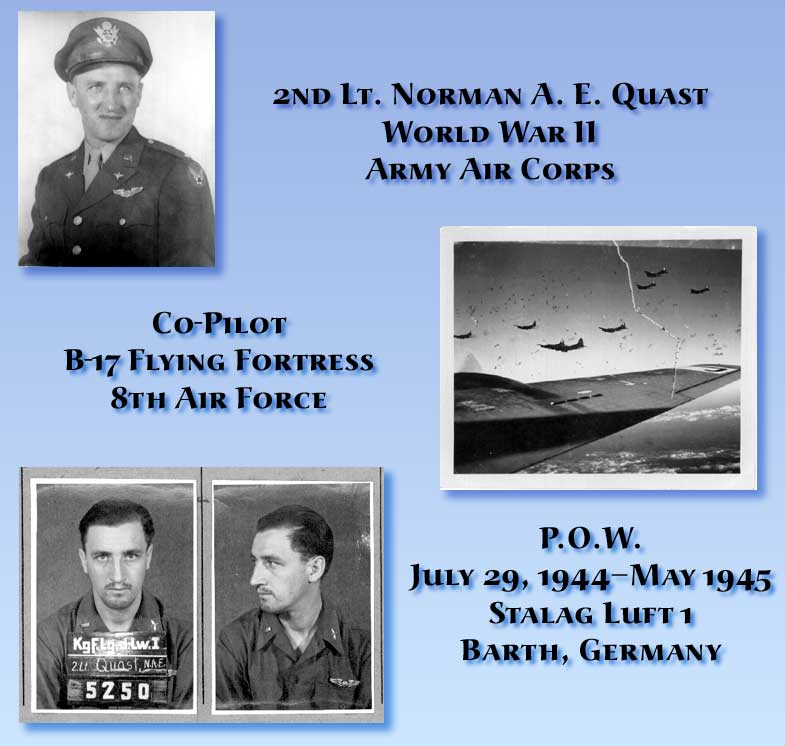 2nd Lt. Norman A. E. Quast
World War II
Army Air Corps
Co-Pilot
B-17 Flying Fortress
8th Air Force
P.O.W.
July 29, 1944–May 1945
Stalag Luft 1
Barth, Germany
Kgf.Lg.d.Lw.I
2Lt Quast, N.A.E.
5250